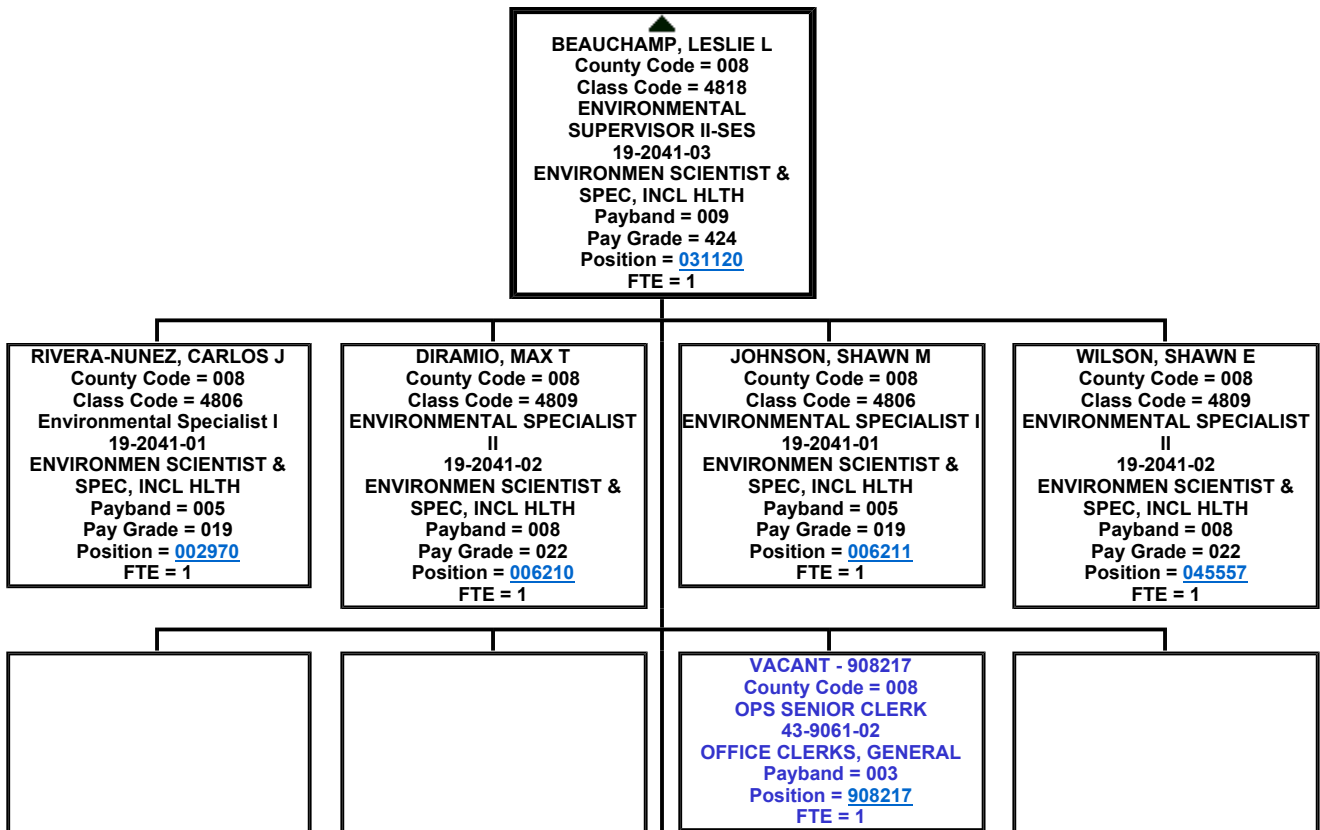 BEAUCHAMP, LESLIE L
County Code = 008
Class Code = 4818
ENVIRONMENTAL
SUPERVISOR II-SES
19-2041-03
ENVIRONMEN SCIENTIST &
SPEC, INCL HLTH
Payband = 009
Pay Grade = 424
Position = 031120
FTE = 1
RIVERA-NUNEZ, CARLOS J
County Code = 008
Class Code = 4806
Environmental Specialist I
19-2041-01
ENVIRONMEN SCIENTIST &
SPEC, INCL HLTH
Payband = 005
Pay Grade = 019
Position = 002970
FTE = 1
DIRAMIO, MAX T
County Code = 008
Class Code = 4809
ENVIRONMENTAL SPECIALIST
II
19-2041-02
ENVIRONMEN SCIENTIST &
SPEC, INCL HLTH
Payband = 008
Pay Grade = 022
Position = 006210
FTE = 1
JOHNSON, SHAWN M
County Code = 008
Class Code = 4806
ENVIRONMENTAL SPECIALIST I
19-2041-01
ENVIRONMEN SCIENTIST &
SPEC, INCL HLTH
Payband = 005
Pay Grade = 019
Position = 006211
FTE = 1
WILSON, SHAWN E
County Code = 008
Class Code = 4809
ENVIRONMENTAL SPECIALIST
II
19-2041-02
ENVIRONMEN SCIENTIST &
SPEC, INCL HLTH
Payband = 008
Pay Grade = 022
Position = 045557
FTE = 1
VACANT - 908217
County Code = 008
OPS SENIOR CLERK
43-9061-02
OFFICE CLERKS, GENERAL
Payband = 003
Position = 908217
FTE = 1